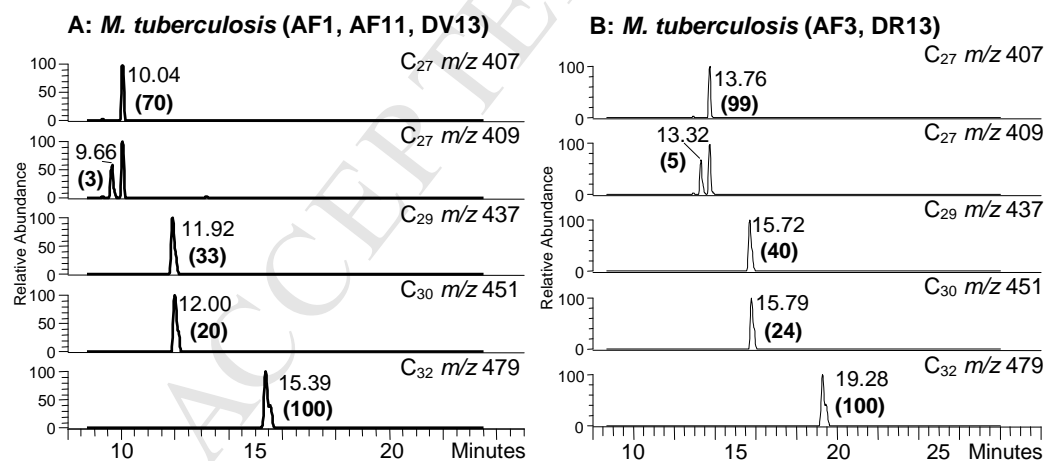 A: M. tuberculosis (AF1, AF11, DV13)
C₂₇ m/z 407
100
50
0
10.04
(70)
C₂₇ m/z 409
100
50
0
9.66
(3)
C₂₉ m/z 437
100
50
0
11.92
(33)
C₃₀ m/z 451
100
50
0
12.00
(20)
C₃₂ m/z 479
100
50
0
15.39
(100)
Relative Abundance
10 20 Minutes
B: M. tuberculosis (AF3, DR13)
C₂₇ m/z 407
100
0
13.76
(99)
C₂₇ m/z 409
100
0
13.32
(5)
C₂₉ m/z 437
100
0
15.72
(40)
C₃₀ m/z 451
100
0
15.79
(24)
C₃₂ m/z 479
100
0
19.28
(100)
Relative Abundance
10 20 25 Minutes
ACCEPTE